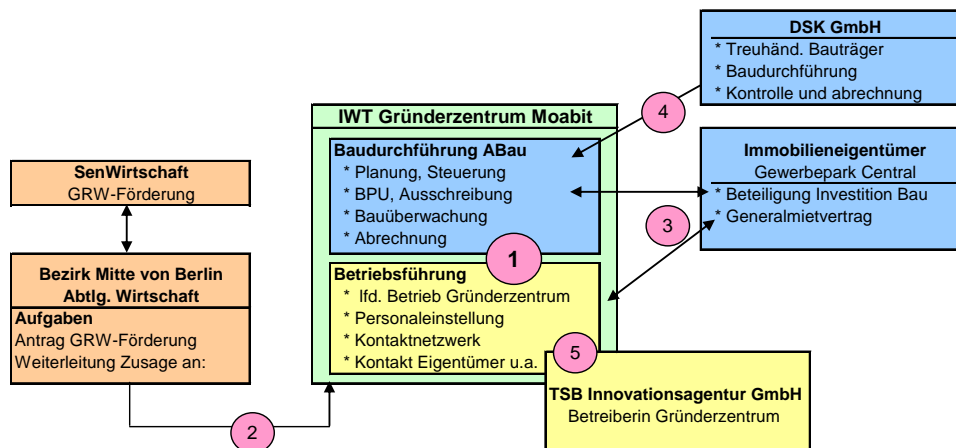 DSK GmbH
* Treuhänd. Bauträger
* Baudurchführung
* Kontrolle und abrechnung
4
IWT Gründerzentrum Moabit
Baudurchführung ABau
* Planung, Steuerung
* BPU, Ausschreibung
* Bauüberwachung
* Abrechnung
Immobilieneigentümer
Gewerbepark Central
* Beteiligung Investition Bau
* Generalmietvertrag
3
SenWirtschaft
GRW-Förderung
1
Bezirk Mitte von Berlin
Abtlg. Wirtschaft
Aufgaben
Antrag GRW-Förderung
Weiterleitung Zusage an:
Betriebsführung
* lfd. Betrieb Gründerzentrum
* Personaleinstellung
* Kontaktnetzwerk
* Kontakt Eigentümer u.a.
5
TSB Innovationsagentur GmbH
Betreiberin Gründerzentrum
2